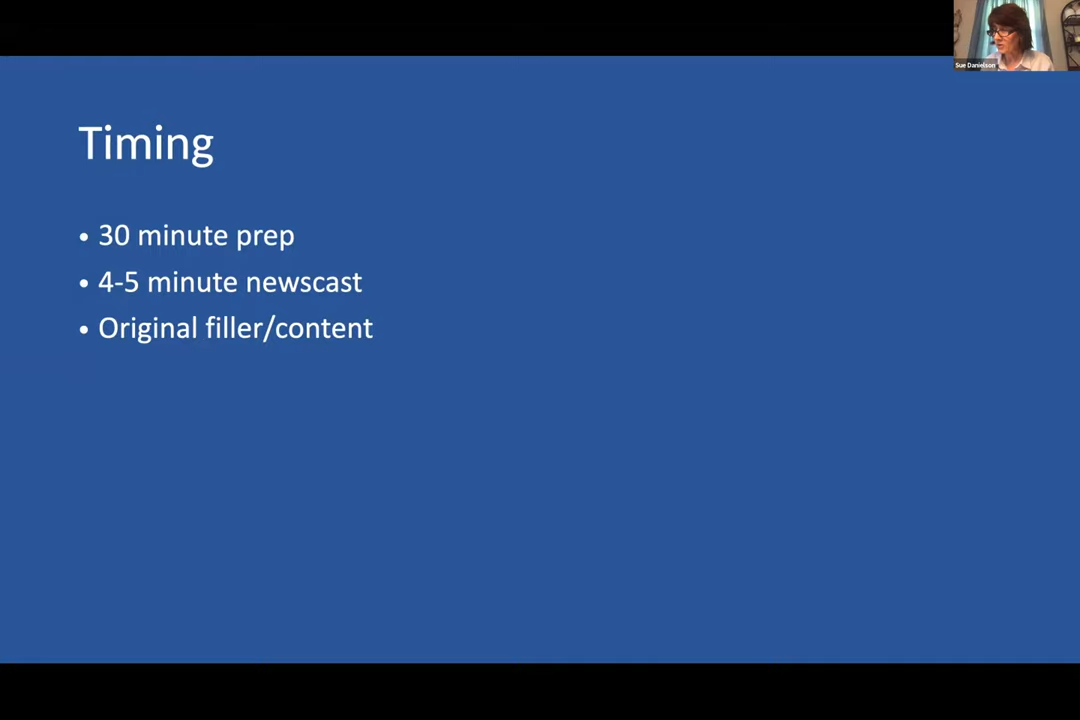 Sue Danielson
Timing
• 30 minute prep
• 4-5 minute newscast
• Original filler/content